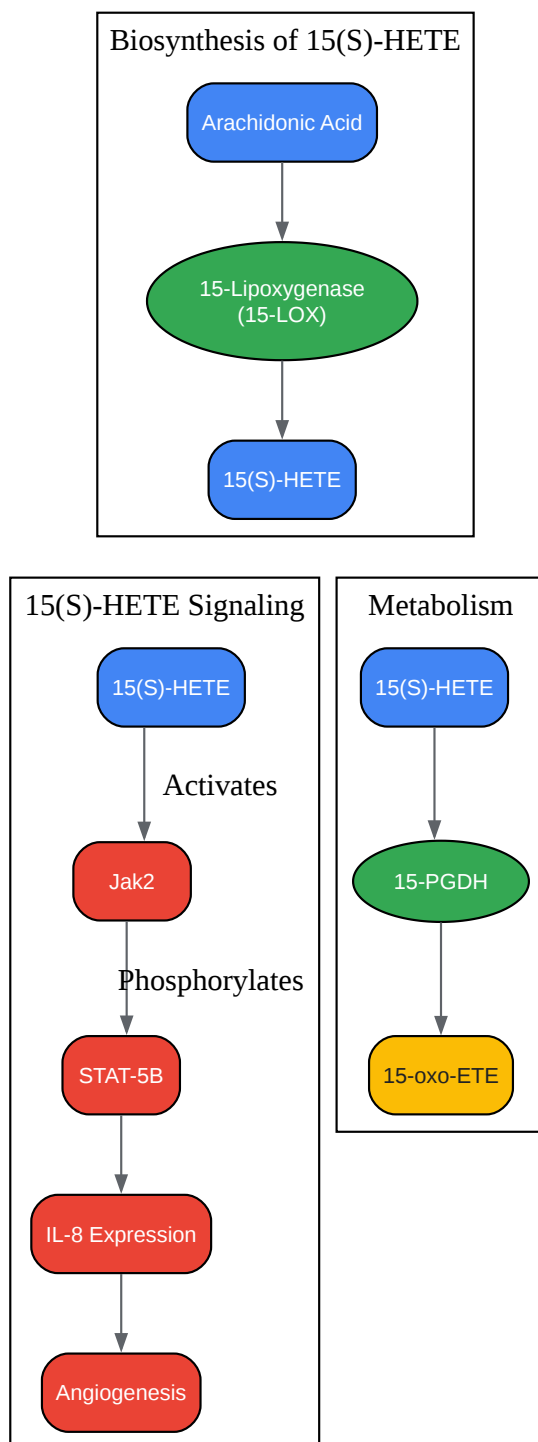 Biosynthesis of 15(S)-HETE
Arachidonic Acid
15-Lipoxygenase
(15-LOX)
15(S)-HETE
15(S)-HETE Signaling
15(S)-HETE
Activates
Jak2
Phosphorylates
STAT-5B
IL-8 Expression
Angiogenesis
Metabolism
15(S)-HETE
15-PGDH
15-oxo-ETE